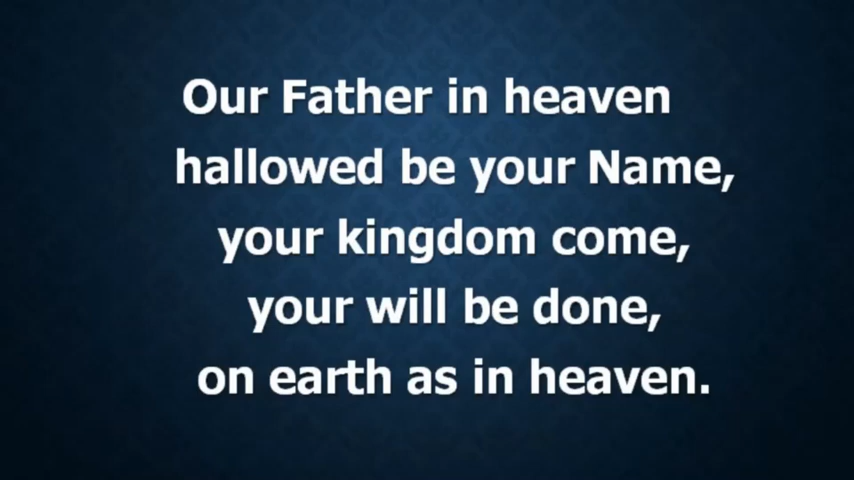 Our Father in heaven
hallowed be your Name,
your kingdom come,
your will be done,
on earth as in heaven.